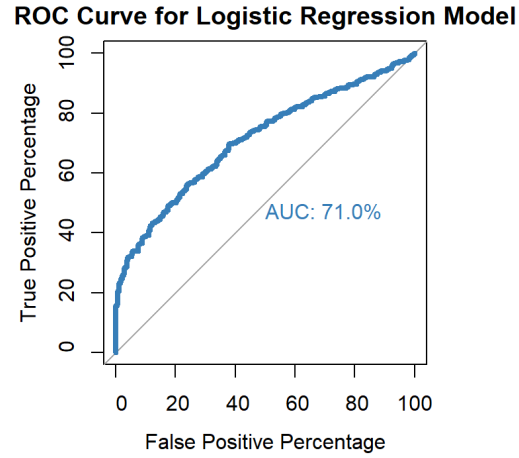 ROC Curve for Logistic Regression Model
True Positive Percentage
100
80
60
40
20
0
AUC: 71.0%
0 20 40 60 80 100
False Positive Percentage